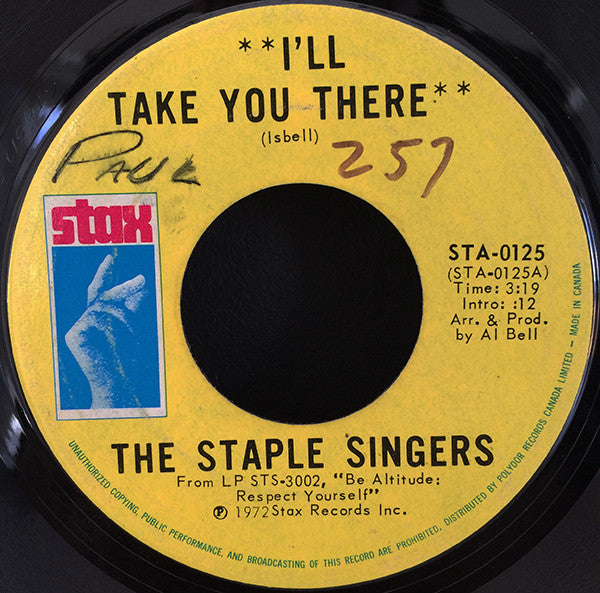 **I'LL
TAKE YOU THERE**
(Isbell)
PAUL 257
stax
STA-0125
(STA-0125A)
Time: 3:19
Intro: :12
Arr. & Prod.
by Al Bell
THE STAPLE SINGERS
From LP STS-3002, "Be Altitude:
Respect Yourself"
℗ 1972 Stax Records Inc.
UNAUTHORIZED COPYING, PUBLIC PERFORMANCE, AND BROADCASTING OF THIS RECORD ARE PROHIBITED, DISTRIBUTED BY POLYDOR RECORDS CANADA LIMITED – MADE IN CANADA